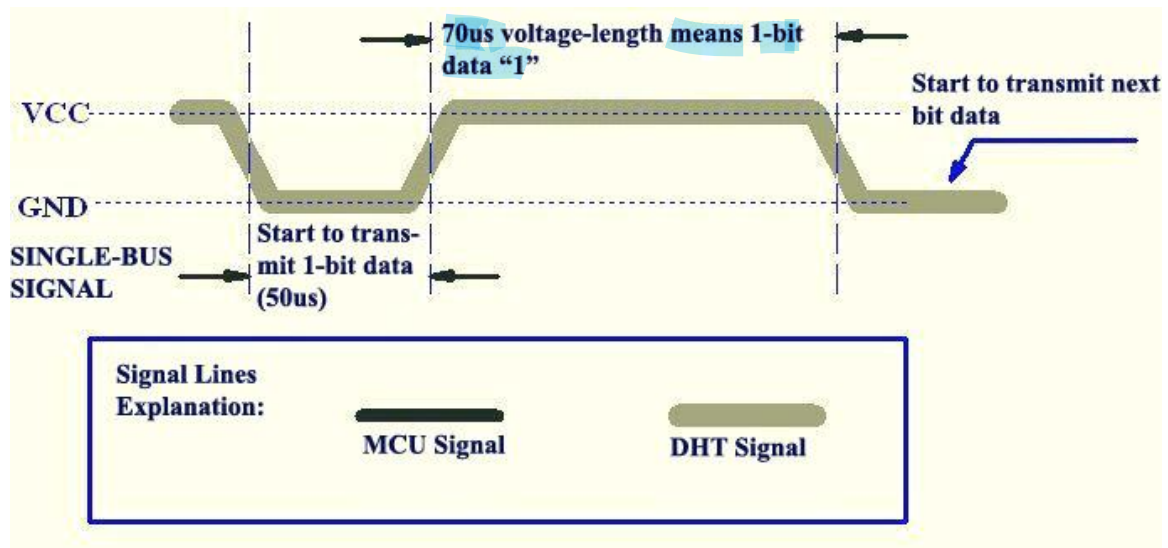 70us voltage-length means 1-bit
data “1”
Start to transmit next
bit data
VCC
GND
Start to trans-
mit 1-bit data
(50us)
SINGLE-BUS
SIGNAL
Signal Lines
Explanation:
MCU Signal
DHT Signal